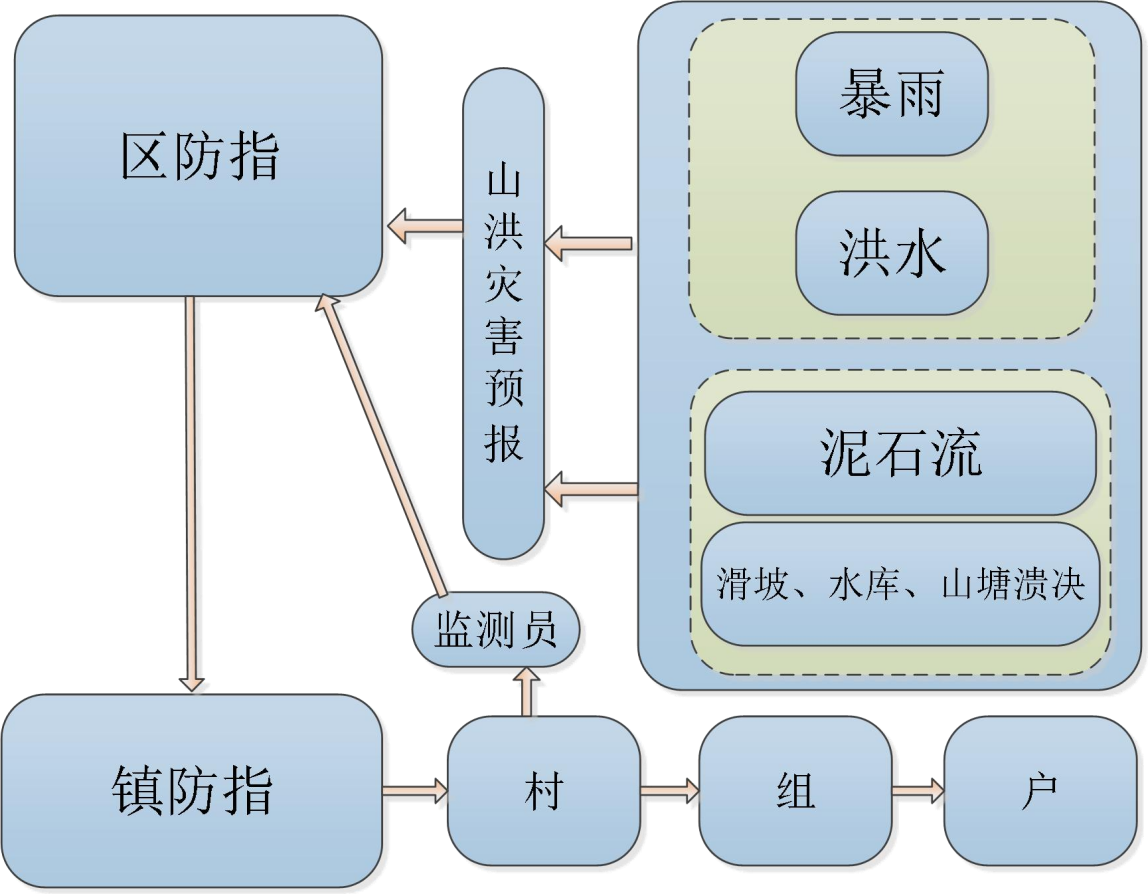 区防指
山洪灾害预报
暴雨
洪水
泥石流
滑坡、水库、山塘溃决
监测员
镇防指
村
组
户